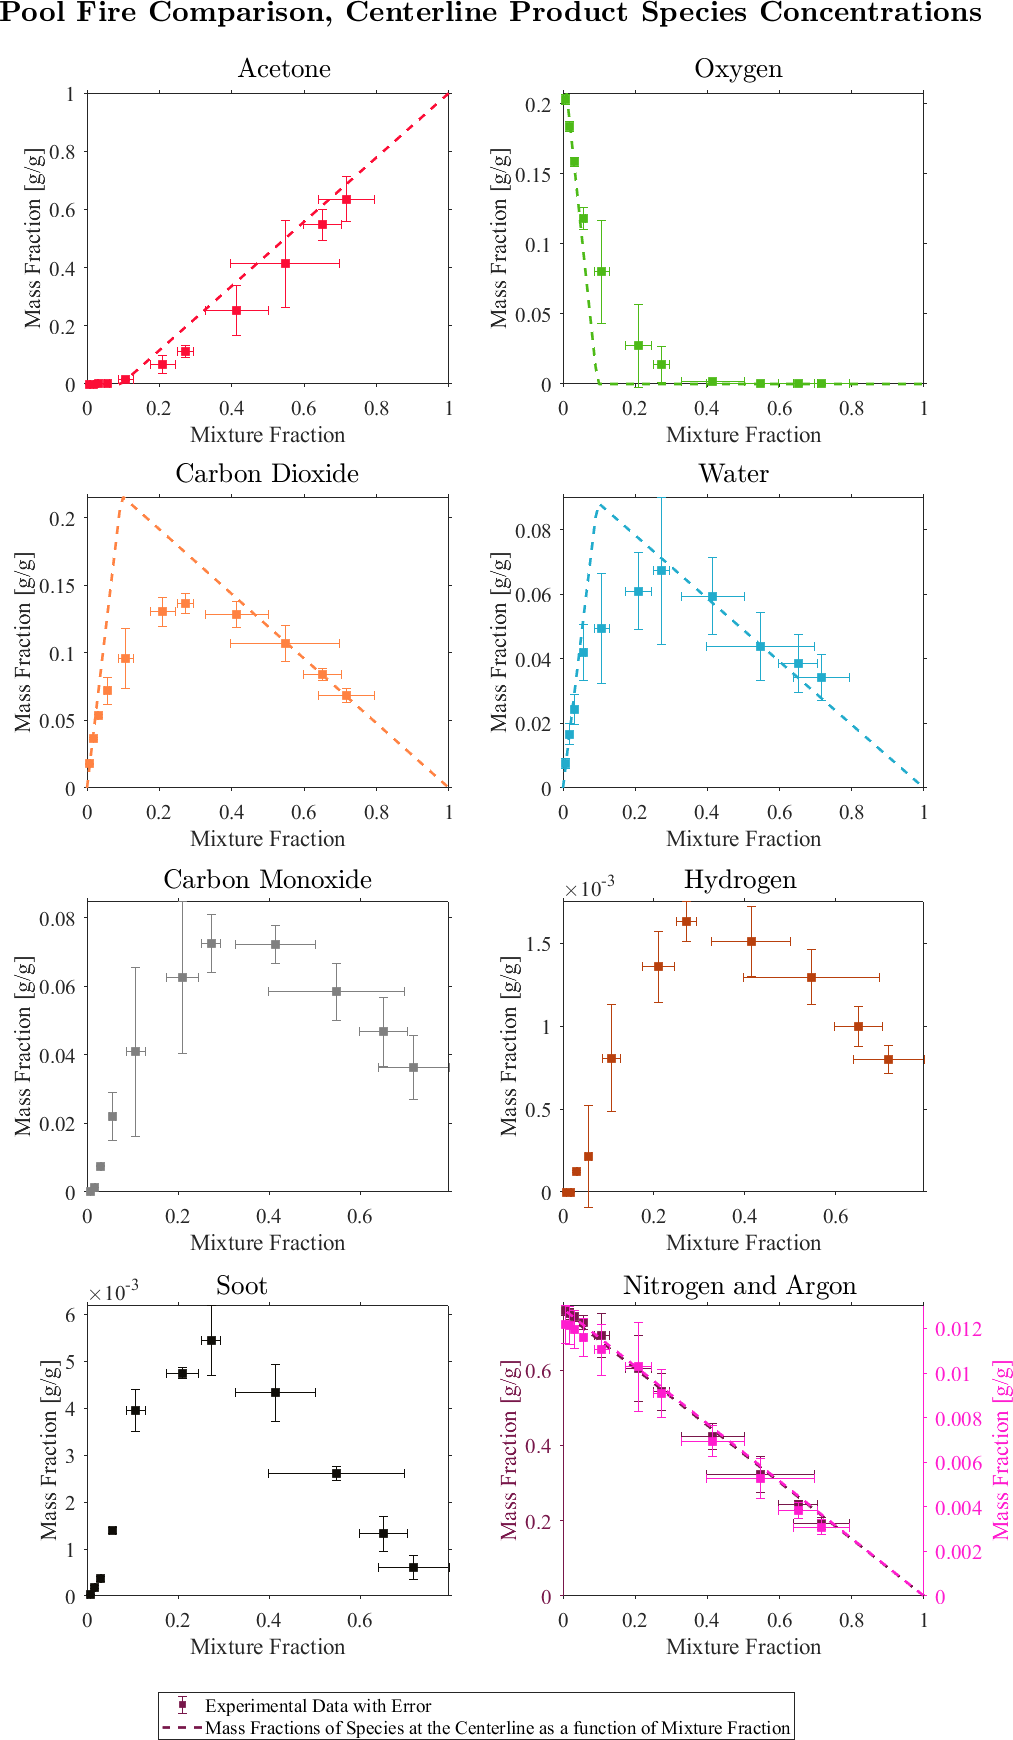 Pool Fire Comparison, Centerline Product Species Concentrations
Acetone
Mass Fraction [g/g]
1
0.8
0.6
0.4
0.2
0
0 0.2 0.4 0.6 0.8 1
Mixture Fraction
Oxygen
Mass Fraction [g/g]
0.2
0.15
0.1
0.05
0
0 0.2 0.4 0.6 0.8 1
Mixture Fraction
Carbon Dioxide
Mass Fraction [g/g]
0.2
0.15
0.1
0.05
0
0 0.2 0.4 0.6 0.8 1
Mixture Fraction
Water
Mass Fraction [g/g]
0.08
0.06
0.04
0.02
0
0 0.2 0.4 0.6 0.8 1
Mixture Fraction
Carbon Monoxide
Mass Fraction [g/g]
0.08
0.06
0.04
0.02
0
0 0.2 0.4 0.6
Mixture Fraction
Hydrogen
×10-3
Mass Fraction [g/g]
1.5
1
0.5
0
0 0.2 0.4 0.6
Mixture Fraction
Soot
×10-3
Mass Fraction [g/g]
6
5
4
3
2
1
0
0 0.2 0.4 0.6
Mixture Fraction
Nitrogen and Argon
Mass Fraction [g/g]
0.6
0.4
0.2
0
0.012
0.01
0.008
0.006
0.004
0.002
0
Mass Fraction [g/g]
0 0.2 0.4 0.6 0.8 1
Mixture Fraction
Experimental Data with Error
Mass Fractions of Species at the Centerline as a function of Mixture Fraction